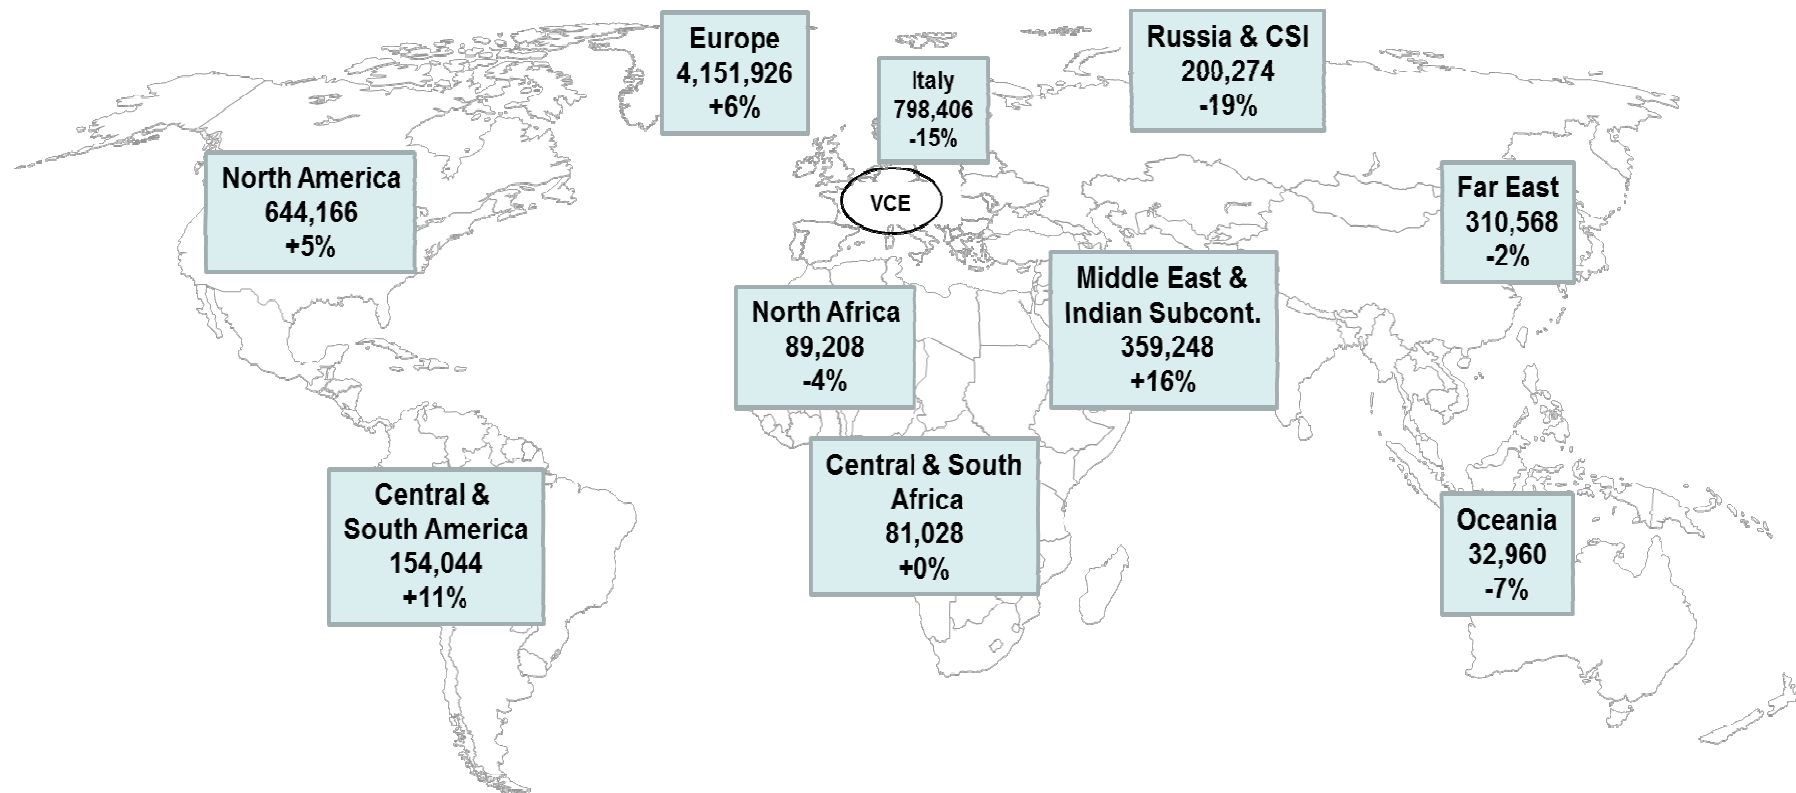 Europe
4,151,926
+6%
Italy
798,406
-15%
Russia & CSI
200,274
-19%
North America
644,166
+5%
VCE
Far East
310,568
-2%
North Africa
89,208
-4%
Middle East &
Indian Subcont.
359,248
+16%
Central &
South America
154,044
+11%
Central & South
Africa
81,028
+0%
Oceania
32,960
-7%